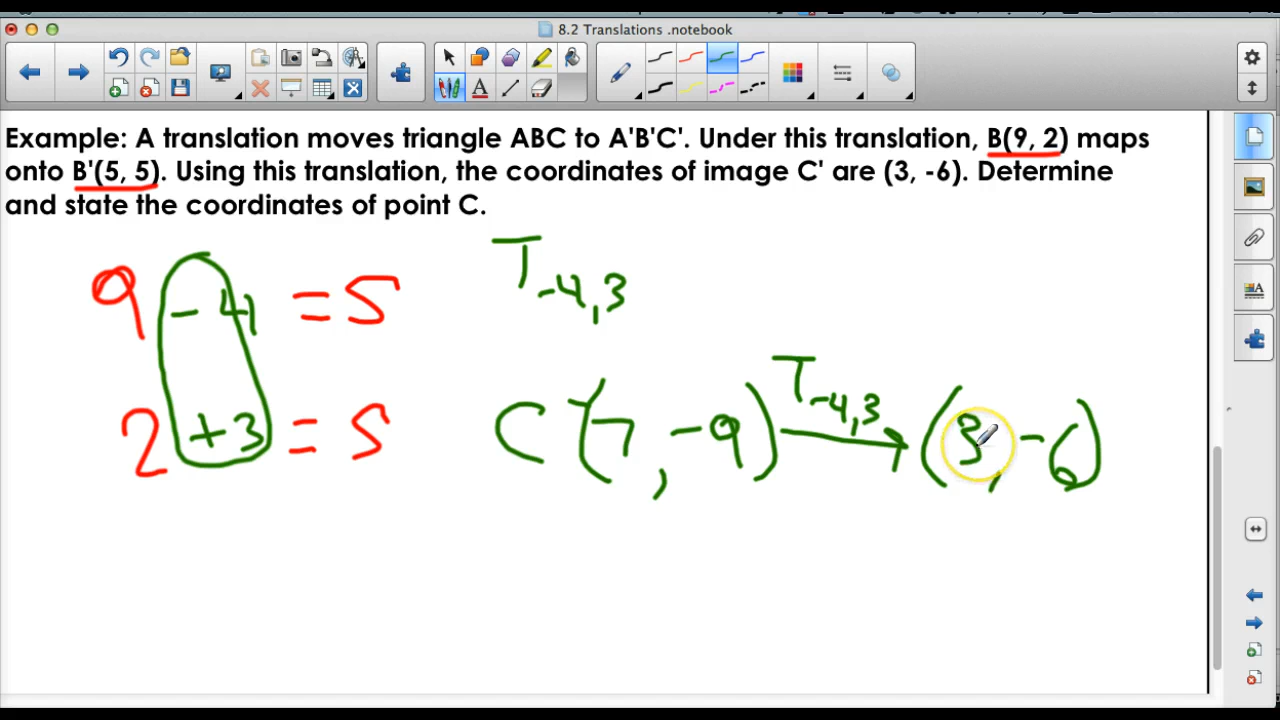 8.2 Translations .notebook
Example: A translation moves triangle ABC to A'B'C'. Under this translation, B(9, 2) maps
onto B'(5, 5). Using this translation, the coordinates of image C' are (3, -6). Determine
and state the coordinates of point C.
9 - 4 = 5
T -4,3
2 + 3 = 5
C (7, -9) T -4,3 → (3, -6)